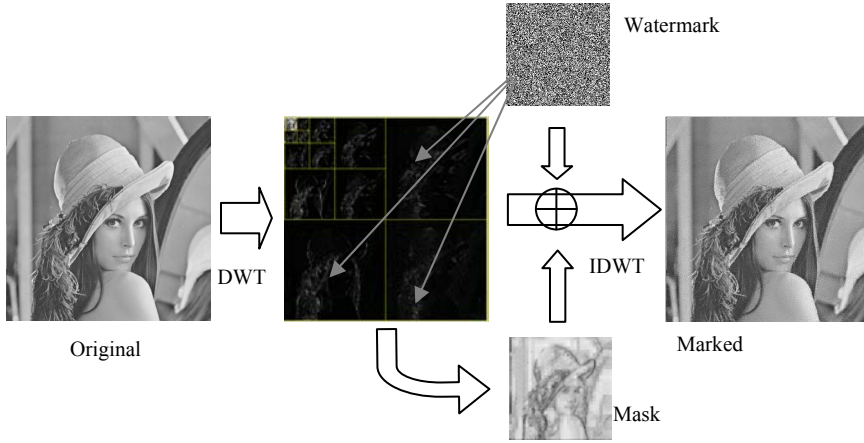 Watermark
DWT
IDWT
Original
Marked
Mask